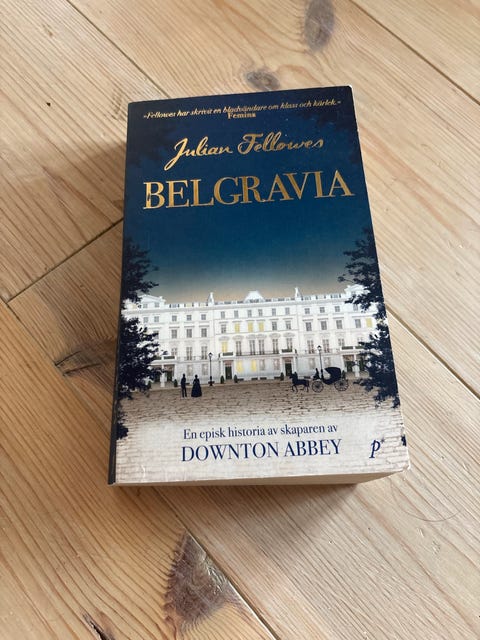 »Fellowes har skrivit en bladvändare om klass och kärlek.«
Femina
Julian Fellowes
BELGRAVIA
En episk historia av skaparen av
DOWNTON ABBEY
p